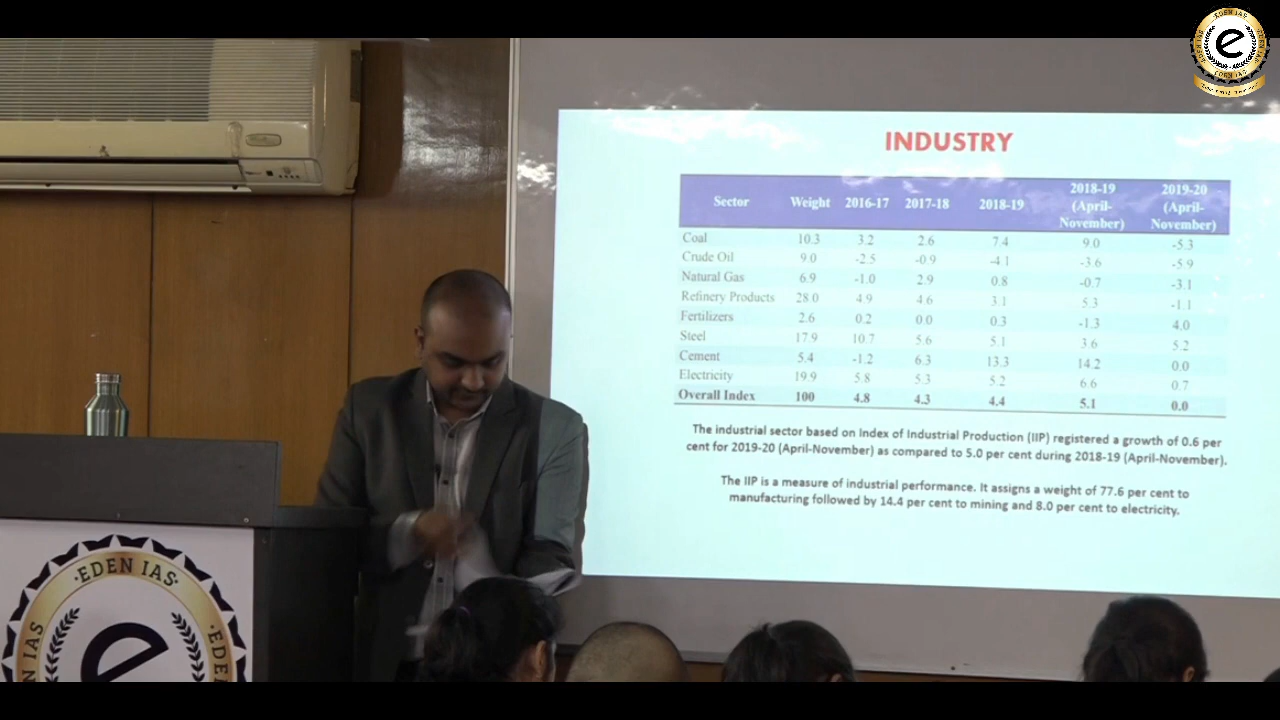 EDEN IAS
e
EDEN IAS
INDUSTRY
Sector Weight 2016-17 2017-18 2018-19 2018-19 (April-November) 2019-20 (April-November)
Coal 10.3 3.2 2.6 7.4 9.0 -5.3
Crude Oil 9.0 -2.5 -0.9 -4.1 -3.6 -5.9
Natural Gas 6.9 -1.0 2.9 0.8 -0.7 -3.1
Refinery Products 28.0 4.9 4.6 3.1 5.3 -1.1
Fertilizers 2.6 0.2 0.0 0.3 -1.3 4.0
Steel 17.9 10.7 5.6 5.1 3.6 5.2
Cement 5.4 -1.2 6.3 13.3 14.2 0.0
Electricity 19.9 5.8 5.3 5.2 6.6 0.7
Overall Index 100 4.8 4.3 4.4 5.1 0.0
The industrial sector based on Index of Industrial Production (IIP) registered a growth of 0.6 per
cent for 2019-20 (April-November) as compared to 5.0 per cent during 2018-19 (April-November).
The IIP is a measure of industrial performance. It assigns a weight of 77.6 per cent to
manufacturing followed by 14.4 per cent to mining and 8.0 per cent to electricity.
·EDEN IAS·
e